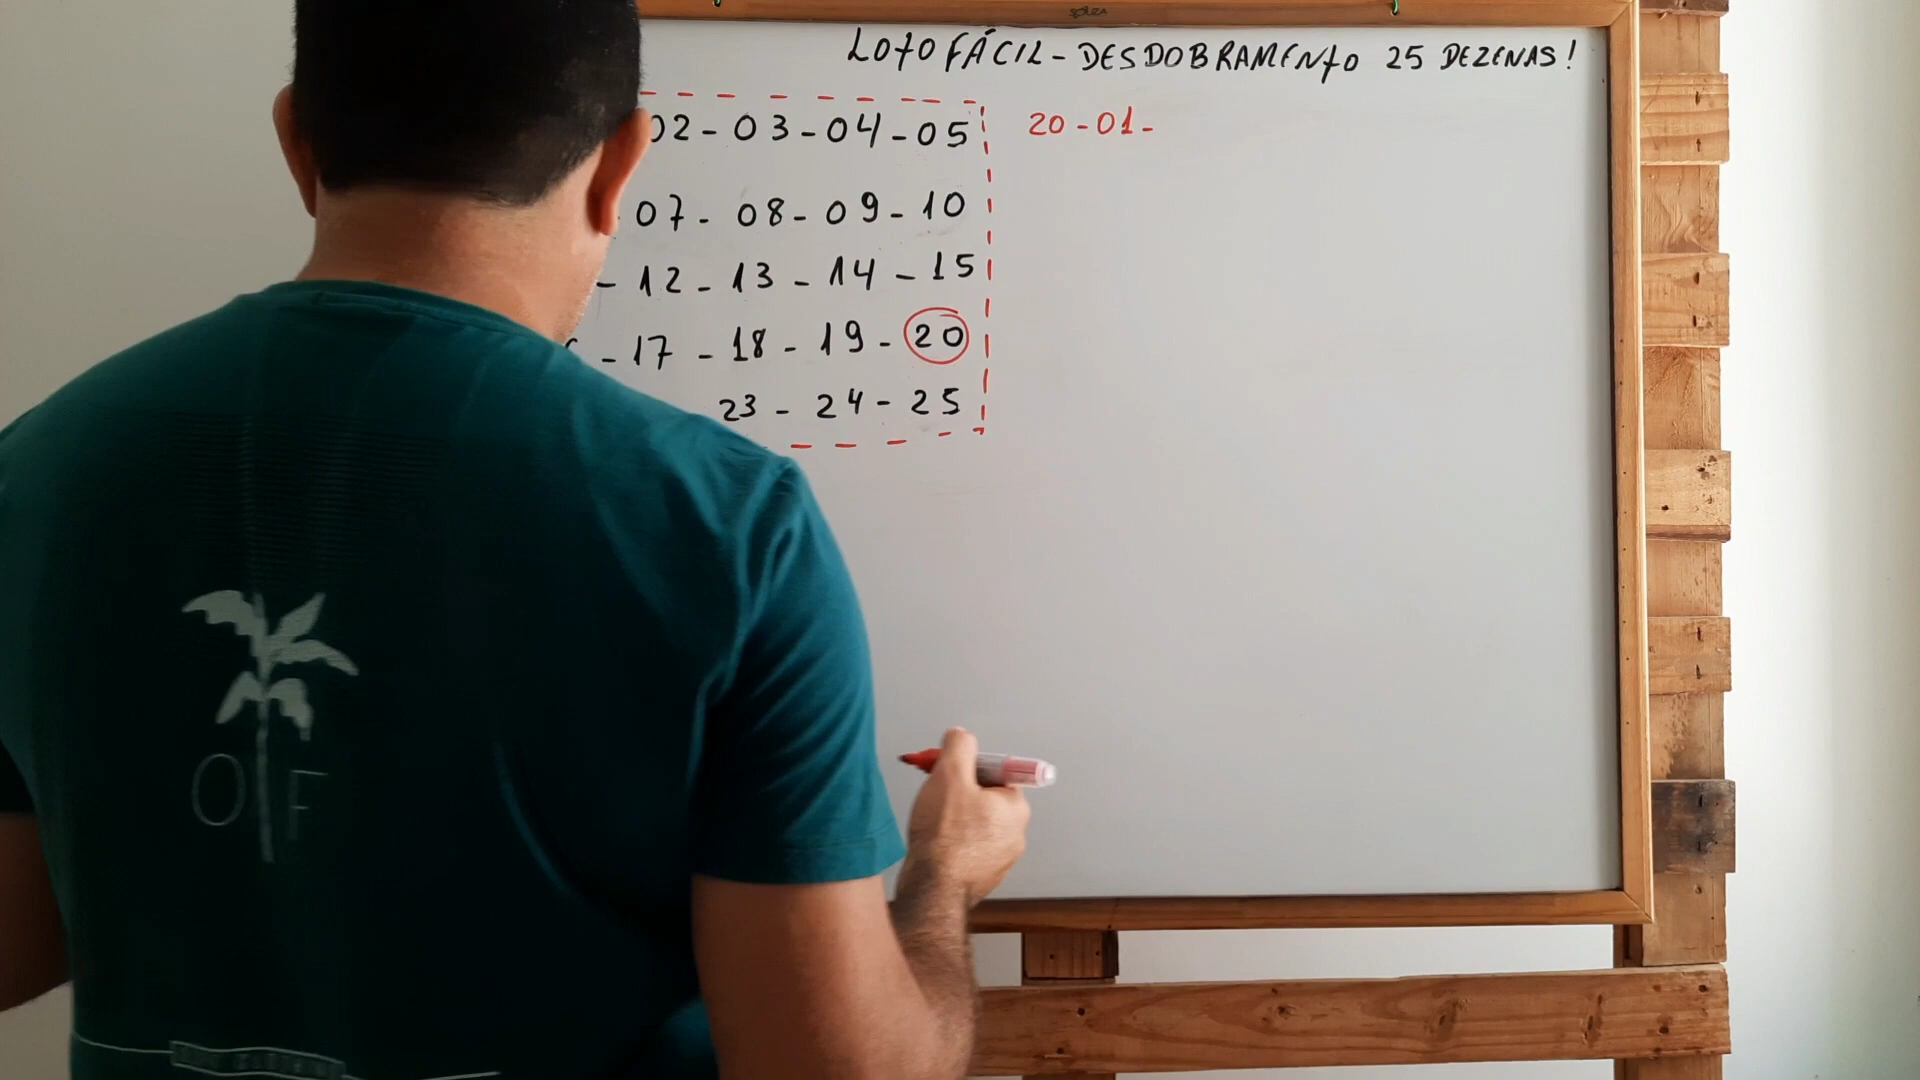 SOUZA
LOTOFÁCIL - DESDOBRAMENTO 25 DEZENAS!
02 - 03 - 04 - 05
20 - 01 -
07 - 08 - 09 - 10
- 12 - 13 - 14 - 15
- 17 - 18 - 19 - 20
23 - 24 - 25
O F